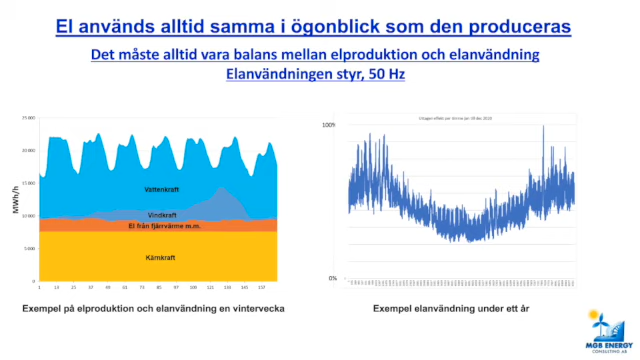 El används alltid samma i ögonblick som den produceras
Det måste alltid vara balans mellan elproduktion och elanvändning
Elanvändningen styr, 50 Hz
MWh/h
25 000
20 000
15 000
10 000
5 000
0
Vattenkraft
Vindkraft
El från fjärrvärme m.m.
Kärnkraft
1 13 25 37 49 61 73 85 97 109 121 133 145 157
100%
0%
Exempel på elproduktion och elanvändning en vintervecka
Exempel elanvändning under ett år
MGB ENERGY
CONSULTING AB